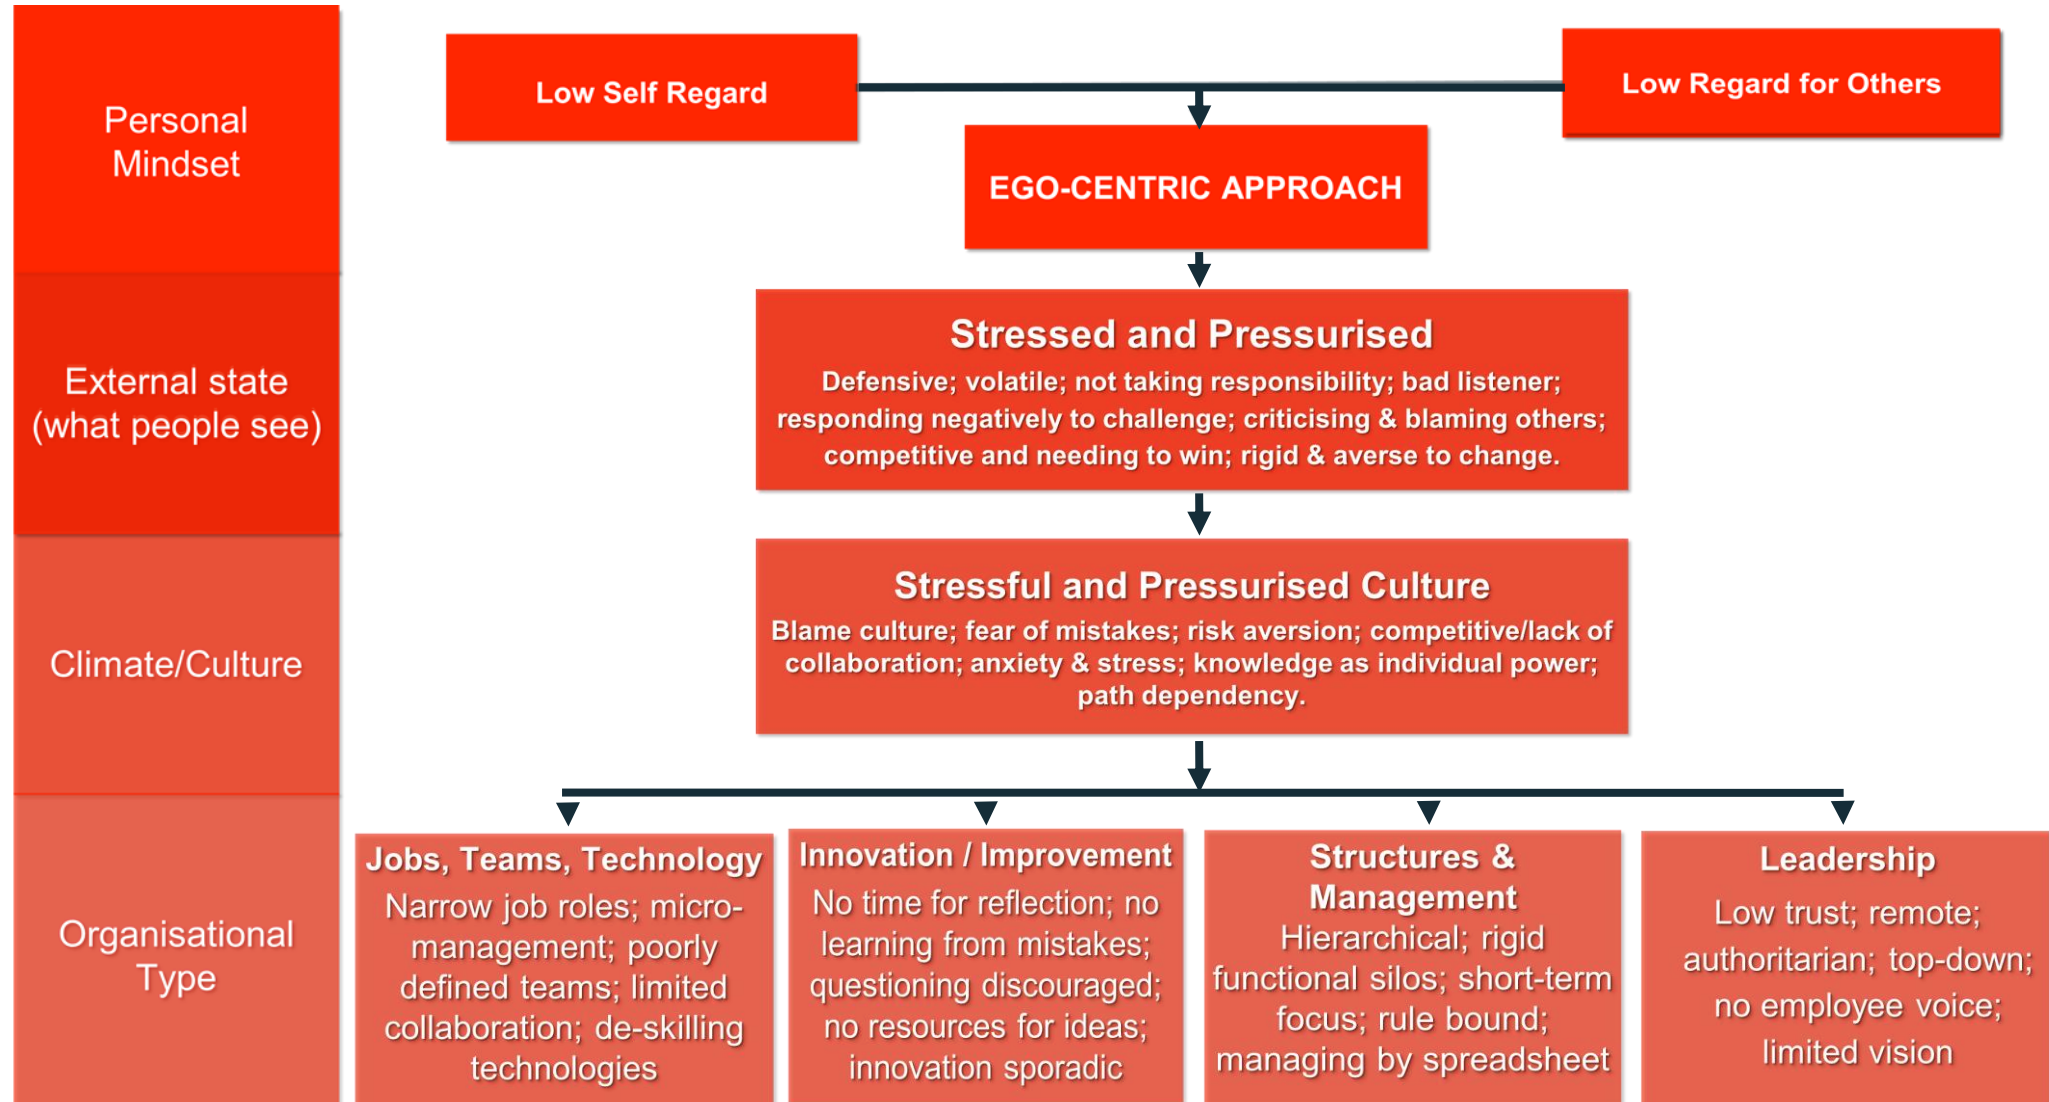 Personal
Mindset
Low Self Regard
Low Regard for Others
EGO-CENTRIC APPROACH
External state
(what people see)
Stressed and Pressurised
Defensive; volatile; not taking responsibility; bad listener;
responding negatively to challenge; criticising & blaming others;
competitive and needing to win; rigid & averse to change.
Climate/Culture
Stressful and Pressurised Culture
Blame culture; fear of mistakes; risk aversion; competitive/lack of
collaboration; anxiety & stress; knowledge as individual power;
path dependency.
Organisational
Type
Jobs, Teams, Technology
Narrow job roles; micro-
management; poorly
defined teams; limited
collaboration; de-skilling
technologies
Innovation / Improvement
No time for reflection; no
learning from mistakes;
questioning discouraged;
no resources for ideas;
innovation sporadic
Structures &
Management
Hierarchical; rigid
functional silos; short-term
focus; rule bound;
managing by spreadsheet
Leadership
Low trust; remote;
authoritarian; top-down;
no employee voice;
limited vision